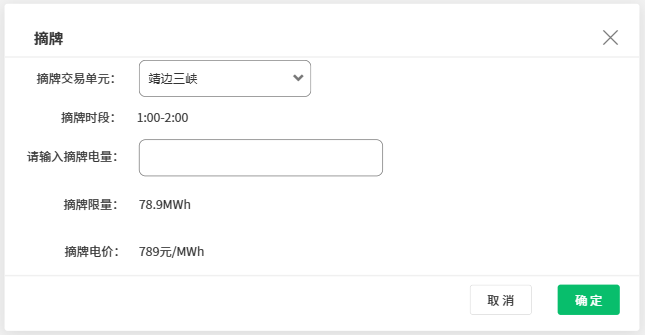 摘牌
摘牌交易单元： 靖边三峡
摘牌时段： 1:00-2:00
请输入摘牌电量：
摘牌限量： 78.9MWh
摘牌电价： 789元/MWh
取 消 确 定